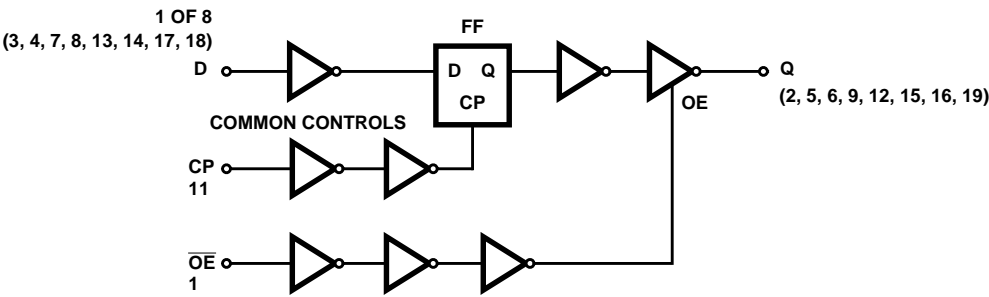 1 OF 8
(3, 4, 7, 8, 13, 14, 17, 18)
FF
D
D Q
Q
CP
OE
(2, 5, 6, 9, 12, 15, 16, 19)
COMMON CONTROLS
CP
11
O̅E̅
1